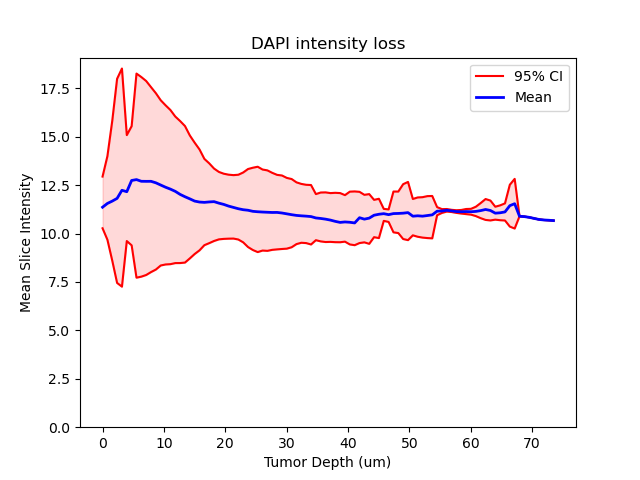 DAPI intensity loss
95% CI
Mean
Mean Slice Intensity
17.5
15.0
12.5
10.0
7.5
5.0
2.5
0.0
0 10 20 30 40 50 60 70
Tumor Depth (um)